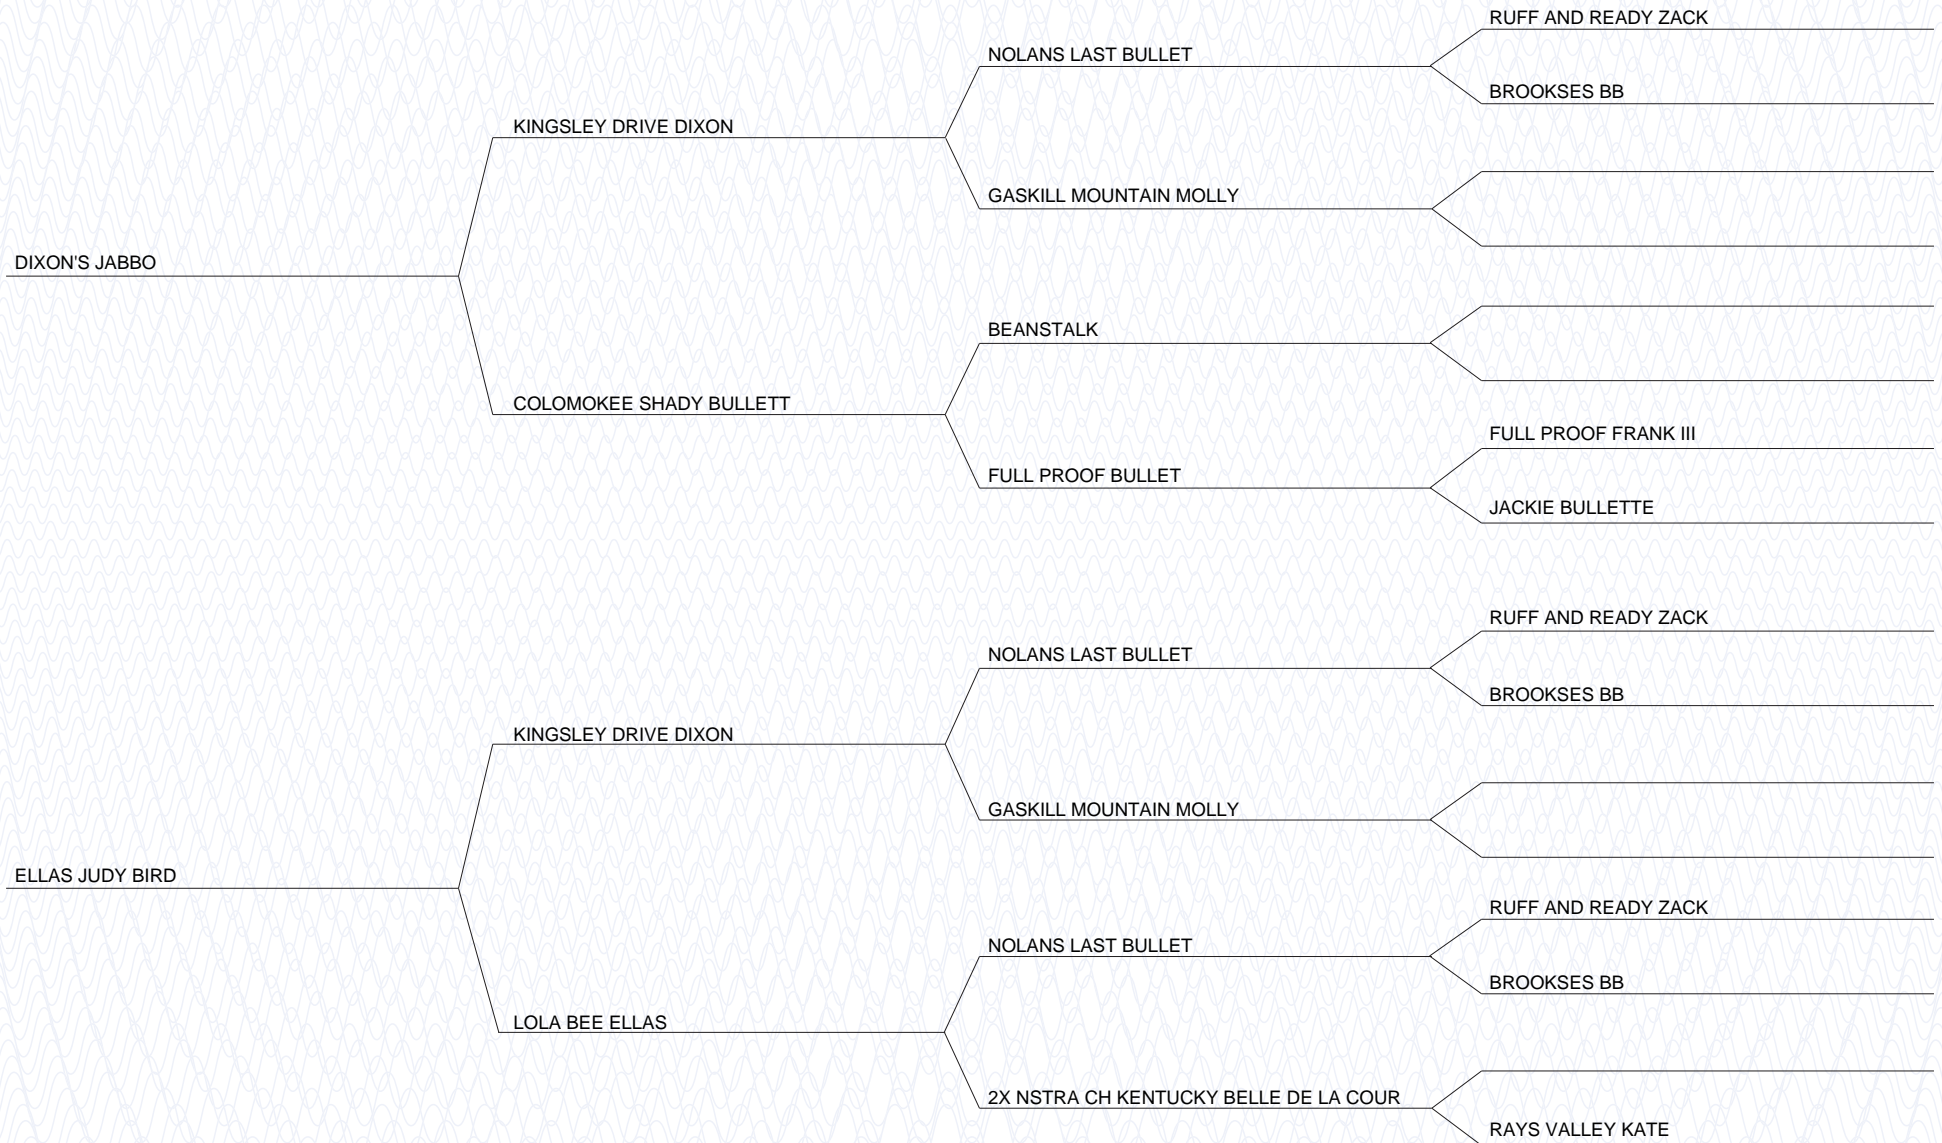 RUFF AND READY ZACK
NOLANS LAST BULLET
BROOKSES BB
KINGSLEY DRIVE DIXON
GASKILL MOUNTAIN MOLLY
DIXON'S JABBO
BEANSTALK
COLOMOKEE SHADY BULLETT
FULL PROOF FRANK III
FULL PROOF BULLET
JACKIE BULLETTE
RUFF AND READY ZACK
NOLANS LAST BULLET
BROOKSES BB
KINGSLEY DRIVE DIXON
GASKILL MOUNTAIN MOLLY
ELLAS JUDY BIRD
RUFF AND READY ZACK
NOLANS LAST BULLET
BROOKSES BB
LOLA BEE ELLAS
2X NSTRA CH KENTUCKY BELLE DE LA COUR
RAYS VALLEY KATE